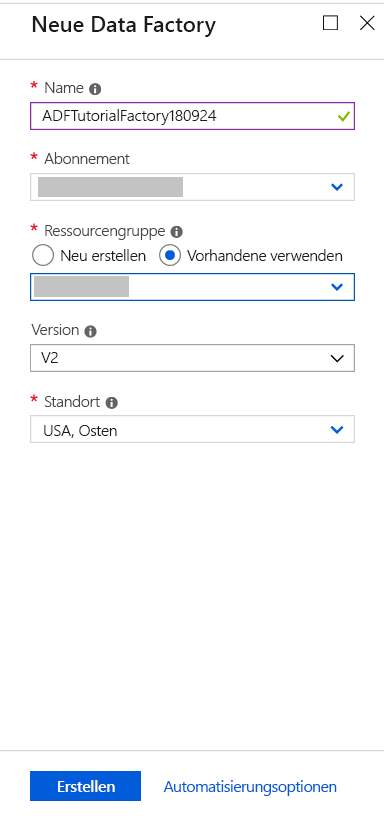 Neue Data Factory
* Name
ADFTutorialFactory180924
* Abonnement
* Ressourcengruppe
Neu erstellen Vorhandene verwenden
Version
V2
* Standort
USA, Osten
Erstellen Automatisierungsoptionen